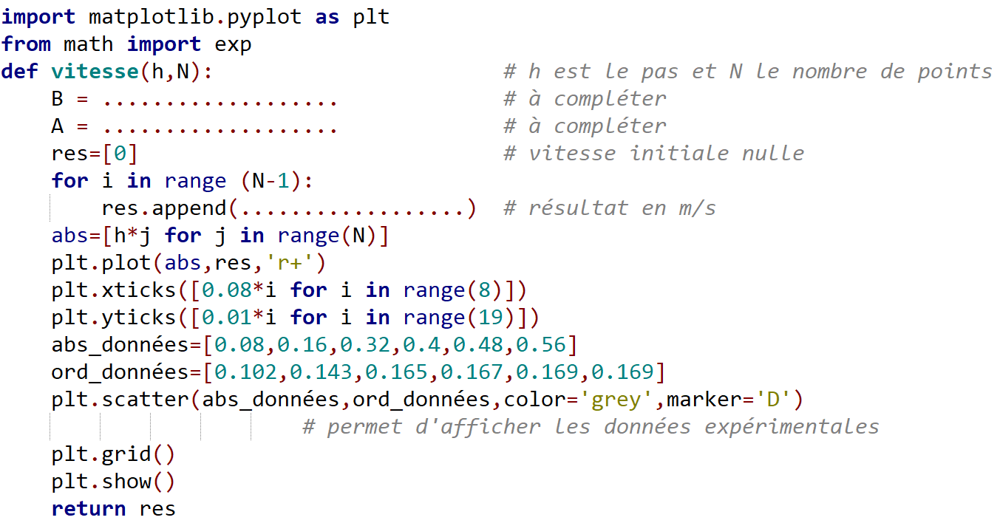 import matplotlib.pyplot as plt
from math import exp
def vitesse(h,N): # h est le pas et N le nombre de points
    B = ................... # à compléter
    A = ................... # à compléter
    res=[0] # vitesse initiale nulle
    for i in range (N-1):
        res.append(..................) # résultat en m/s
    abs=[h*j for j in range(N)]
    plt.plot(abs,res,'r+')
    plt.xticks([0.08*i for i in range(8)])
    plt.yticks([0.01*i for i in range(19)])
    abs_données=[0.08,0.16,0.32,0.4,0.48,0.56]
    ord_données=[0.102,0.143,0.165,0.167,0.169,0.169]
    plt.scatter(abs_données,ord_données,color='grey',marker='D')
                        # permet d'afficher les données expérimentales
    plt.grid()
    plt.show()
    return res